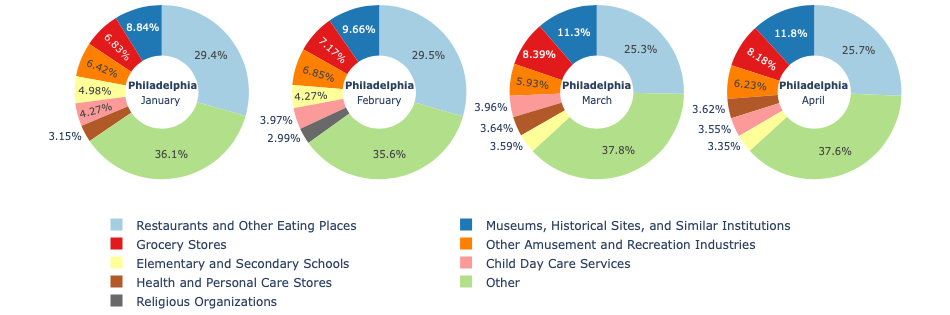 8.84%
6.83%
6.42%
4.98%
4.27%
3.15%
29.4%
36.1%
Philadelphia
January
9.66%
7.17%
6.85%
4.27%
3.97%
2.99%
29.5%
35.6%
Philadelphia
February
11.3%
8.39%
5.93%
3.96%
3.64%
3.59%
25.3%
37.8%
Philadelphia
March
11.8%
8.18%
6.23%
3.62%
3.55%
3.35%
25.7%
37.6%
Philadelphia
April
Restaurants and Other Eating Places
Museums, Historical Sites, and Similar Institutions
Grocery Stores
Other Amusement and Recreation Industries
Elementary and Secondary Schools
Child Day Care Services
Health and Personal Care Stores
Other
Religious Organizations